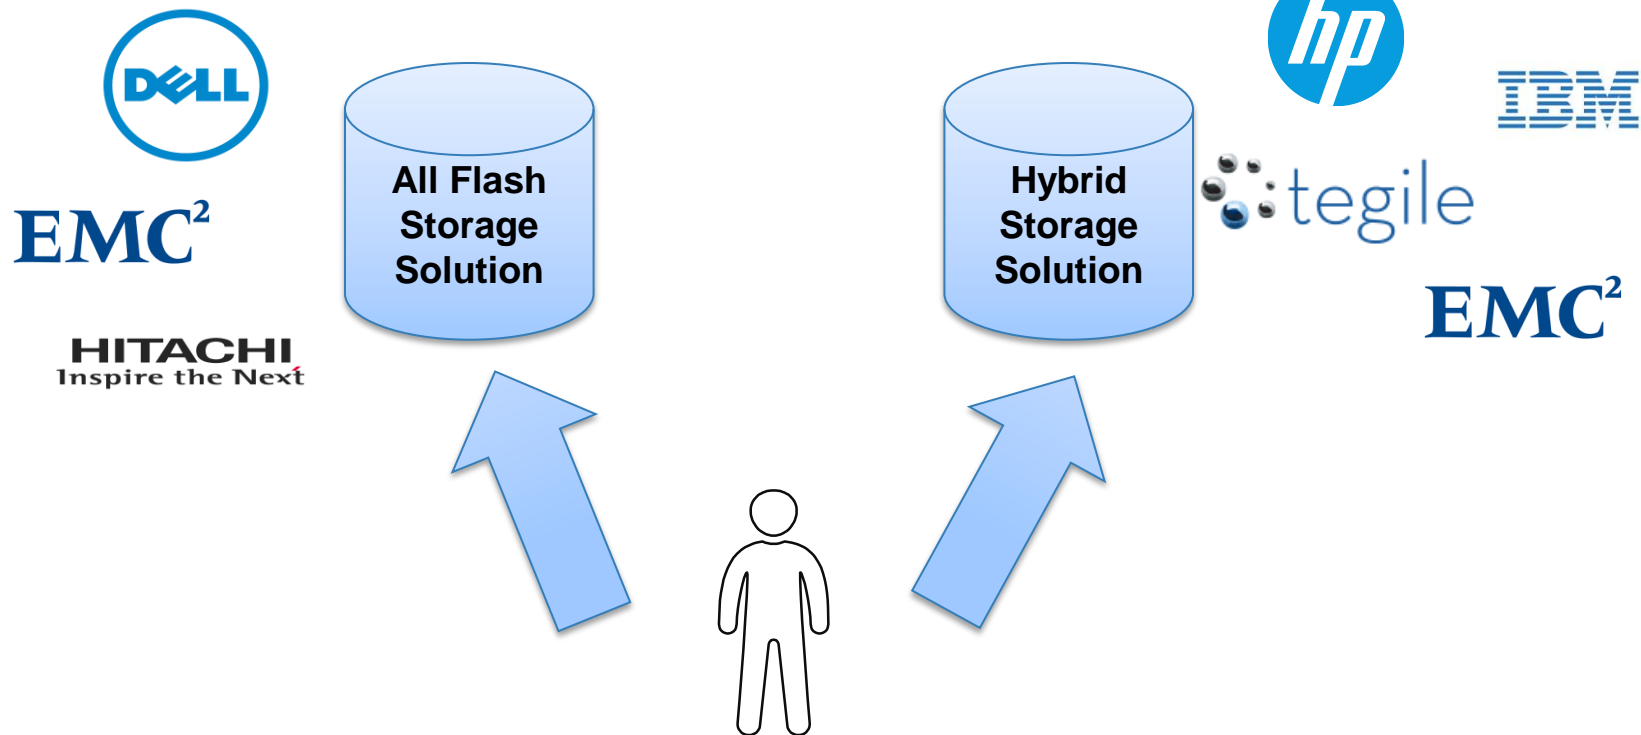 DELL
EMC²
HITACHI
Inspire the Next
All Flash
Storage
Solution
Hybrid
Storage
Solution
hp
IBM
tegile
EMC²